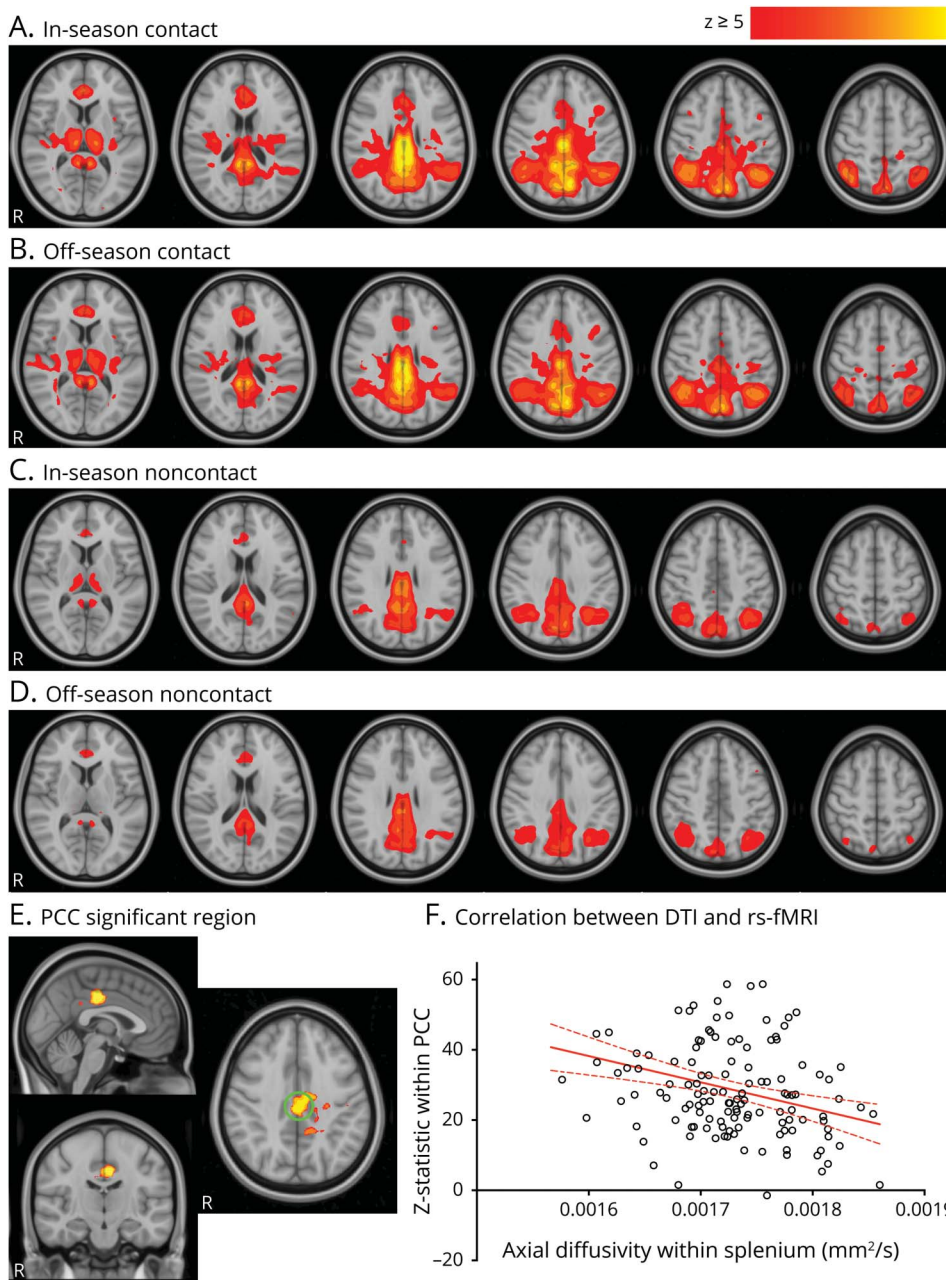 A. In-season contact
z ≥ 5
R
B. Off-season contact
R
C. In-season noncontact
R
D. Off-season noncontact
R
E. PCC significant region
R
R
F. Correlation between DTI and rs-fMRI
Z-statistic within PCC
60
40
20
0
−20
0.0016
0.0017
0.0018
0.0019
Axial diffusivity within splenium (mm²/s)